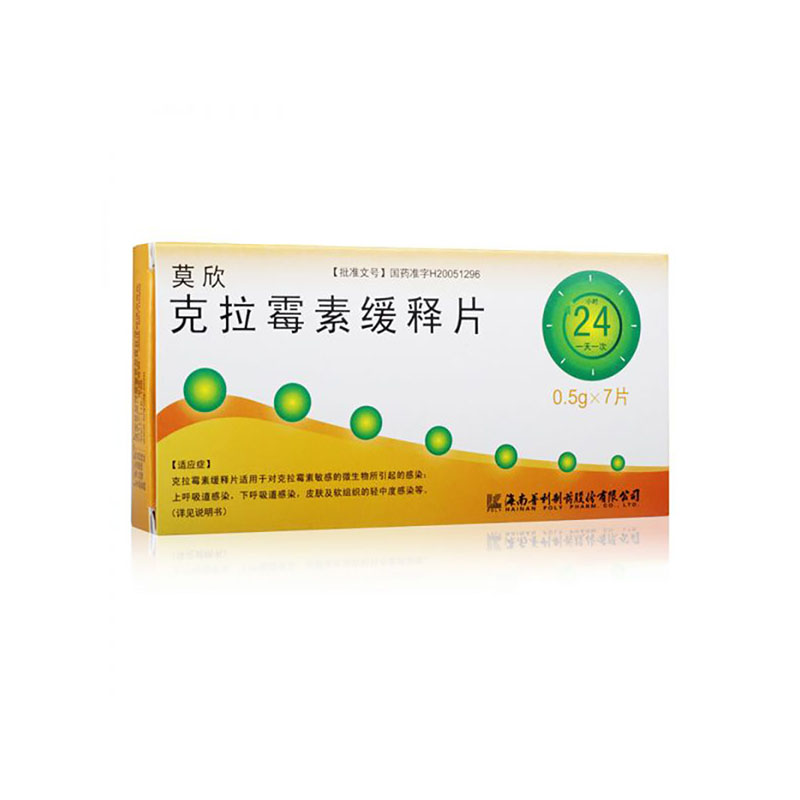 莫欣
【批准文号】国药准字H20051296
克拉霉素缓释片
小时
24
一天一次
0.5g×7片
【适应症】
克拉霉素缓释片适用于对克拉霉素敏感的微生物所引起的感染：
上呼吸道感染、下呼吸道感染、皮肤及软组织的轻中度感染等。
（详见说明书）
POLY
海南普利制药股份有限公司
HAINAN POLY PHARM. CO., LTD.